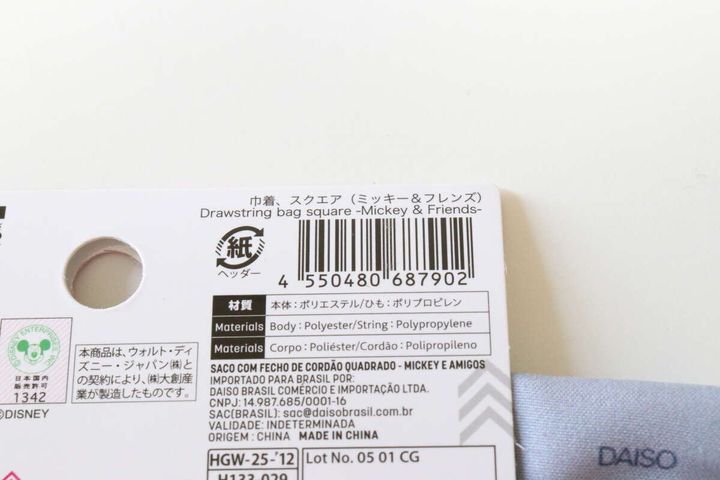 巾着、スクエア（ミッキー＆フレンズ）
Drawstring bag square -Mickey & Friends-
紙
ヘッダー
4 550480 687902
材質 本体：ポリエステル/ひも：ポリプロピレン
Materials Body : Polyester/String : Polypropylene
Materials Corpo : Poliéster/Cordão : Polipropileno
SACO COM FECHO DE CORDÃO QUADRADO - MICKEY E AMIGOS
IMPORTADO PARA BRASIL POR:
DAISO BRASIL COMÉRCIO E IMPORTAÇÃO LTDA.
CNPJ: 14.987.685/0001-16
SAC(BRASIL): sac@daisobrasil.com.br
VALIDADE: INDETERMINADA
ORIGEM : CHINA MADE IN CHINA
HGW-25-'12 Lot No. 05 01 CG
H133-029
DISNEY ENTERPRISES
日本国内
販売許可
1342
本商品は、ウォルト・ディ
ズニー・ジャパン㈱と
の契約により、㈱大創産
業が製造したものです。
©DISNEY
DAISO